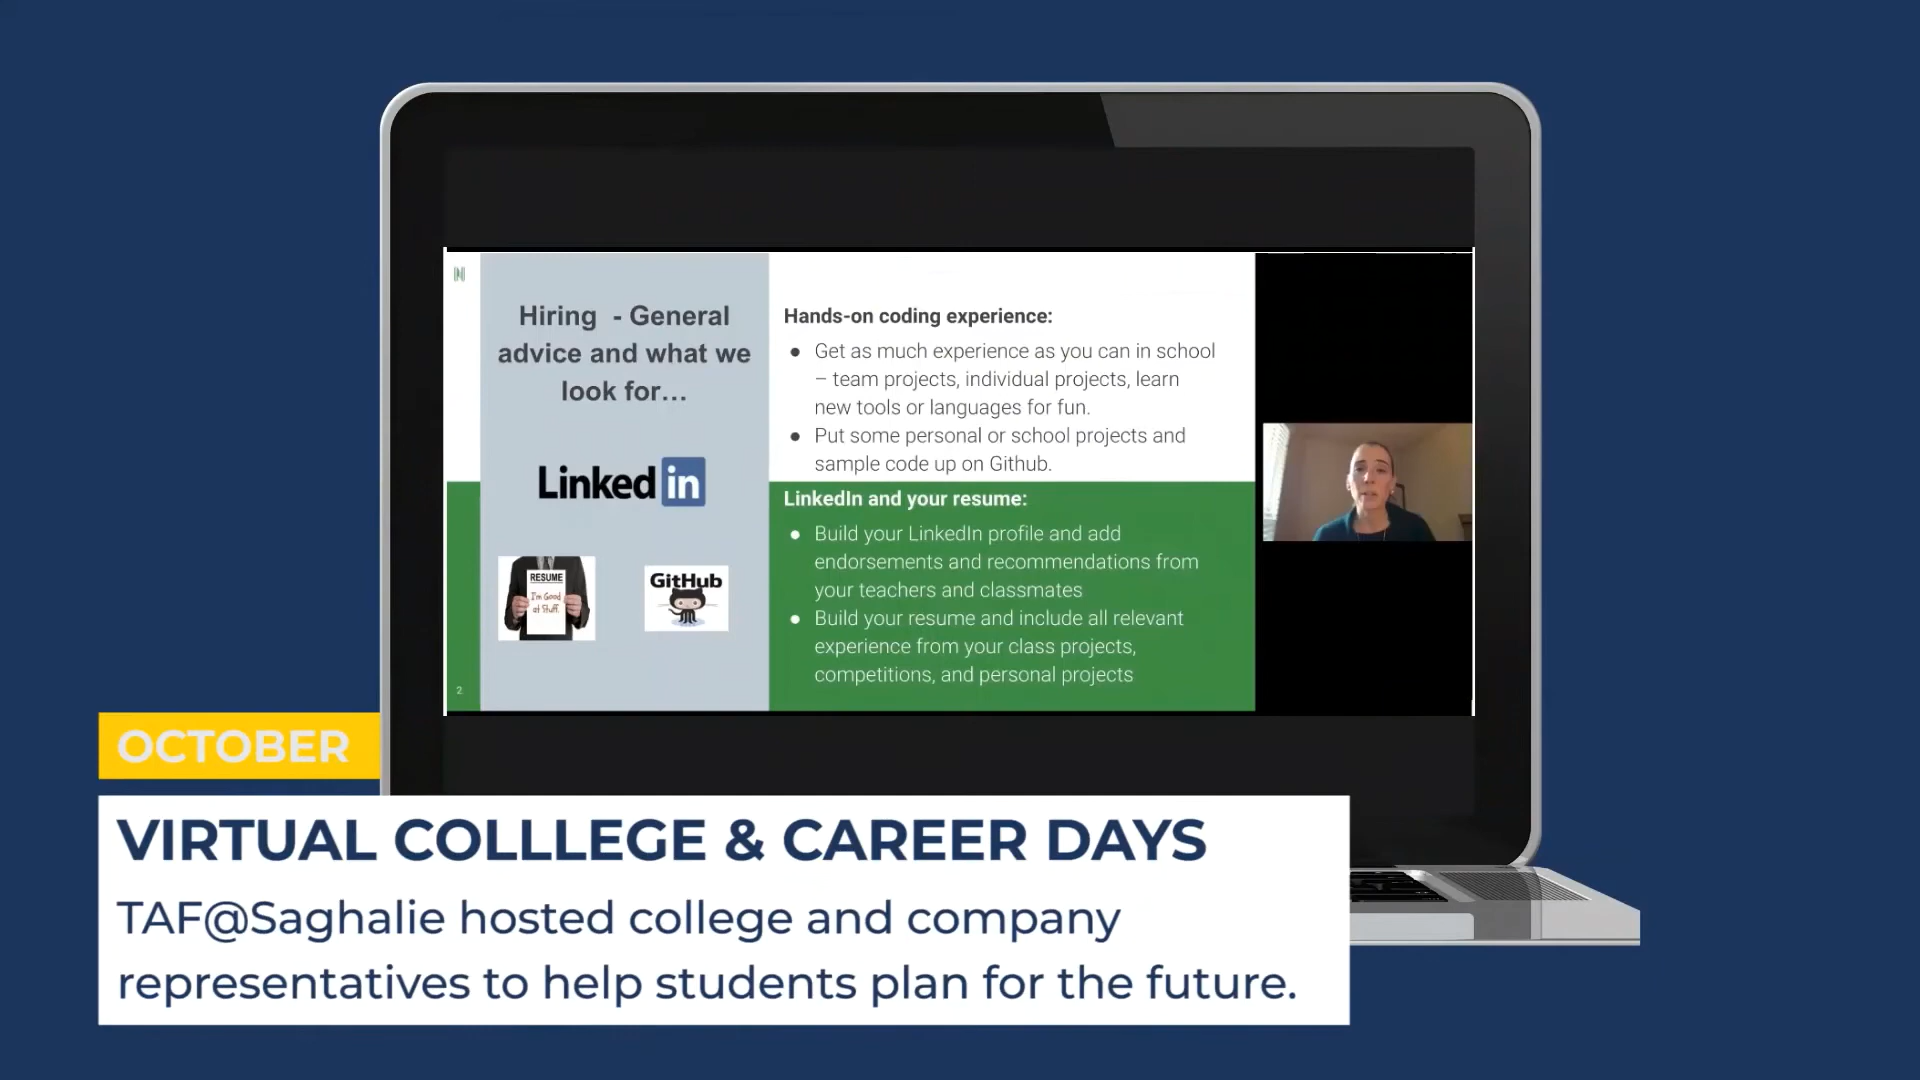 N
Hiring - General
advice and what we
look for...
Linked in
RESUME
I'm Good
at Stuff.
GitHub
2
Hands-on coding experience:
● Get as much experience as you can in school
– team projects, individual projects, learn
new tools or languages for fun.
● Put some personal or school projects and
sample code up on Github.
LinkedIn and your resume:
● Build your LinkedIn profile and add
endorsements and recommendations from
your teachers and classmates
● Build your resume and include all relevant
experience from your class projects,
competitions, and personal projects
OCTOBER
VIRTUAL COLLLEGE & CAREER DAYS
TAF@Saghalie hosted college and company
representatives to help students plan for the future.